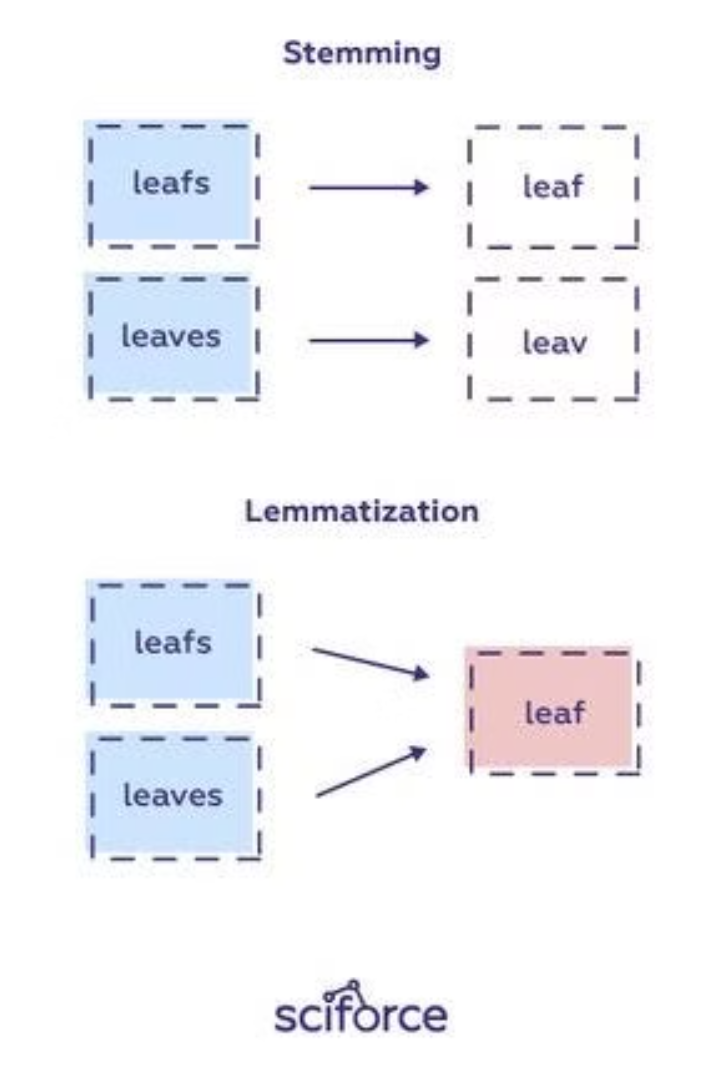 Stemming
leafs
leaf
leaves
leav
Lemmatization
leafs
leaf
leaves
sciforce